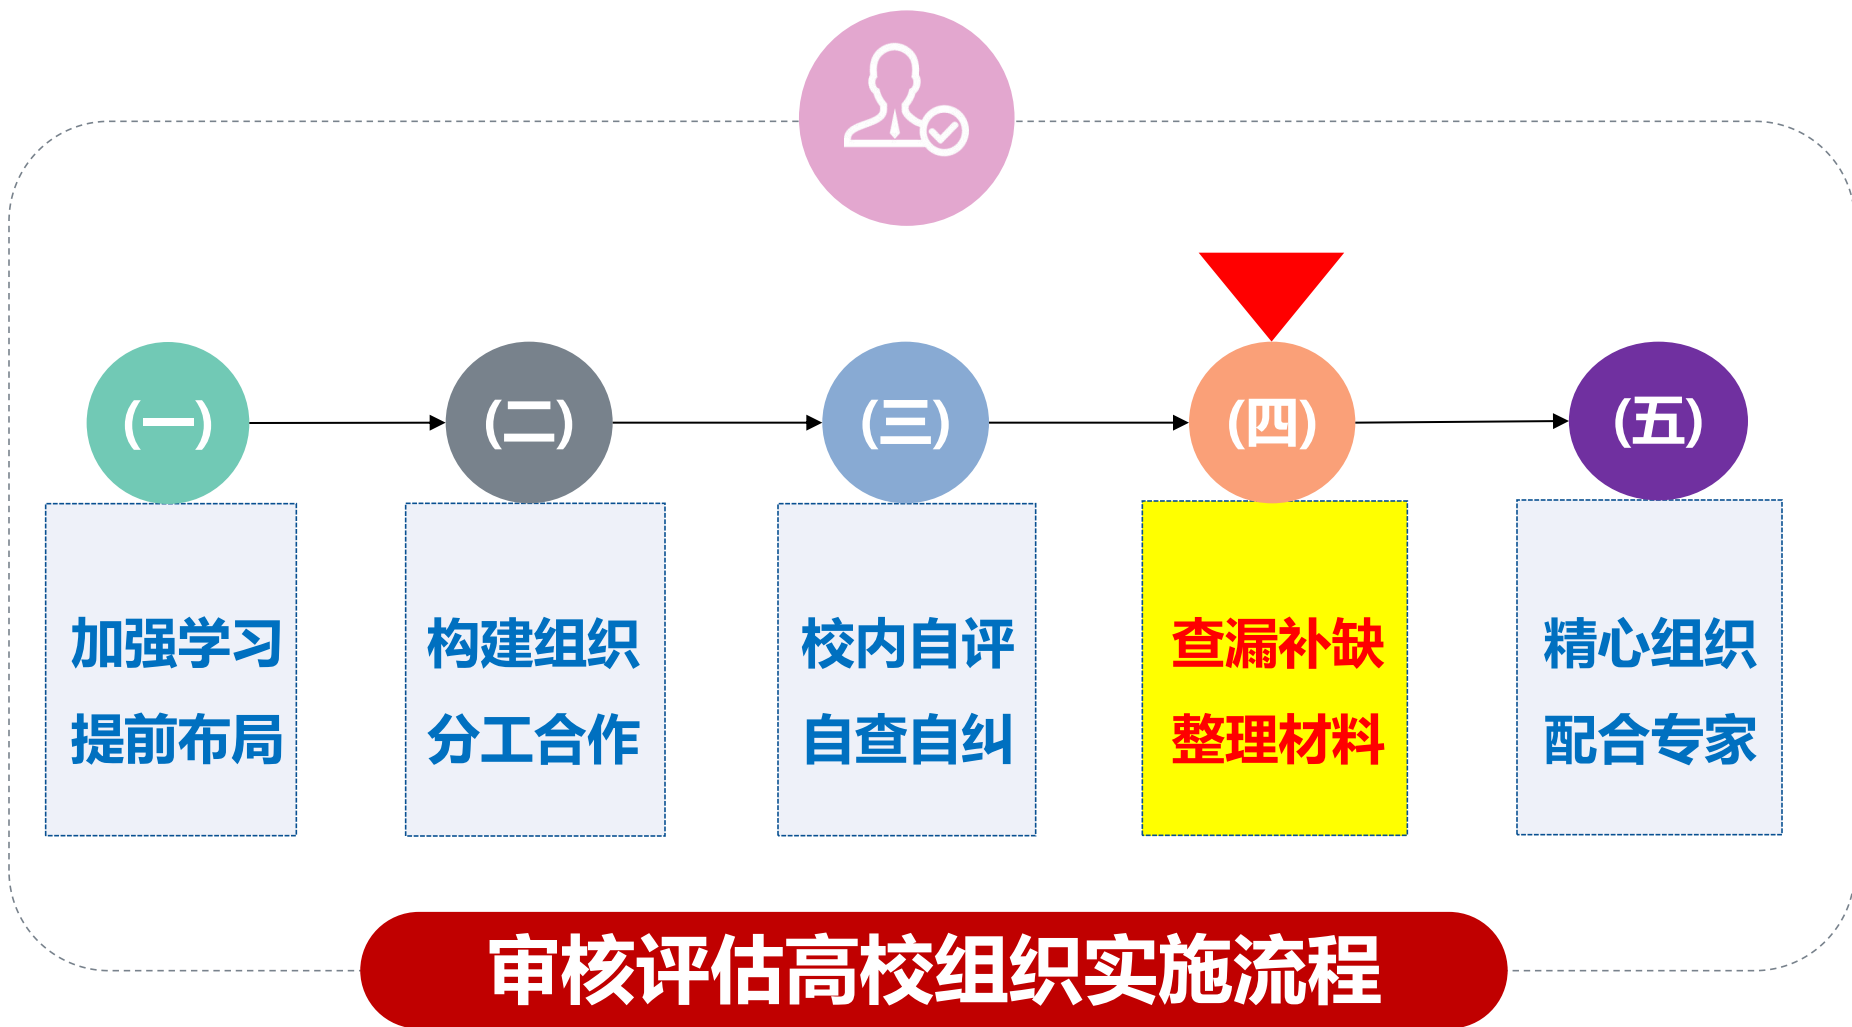 (一)
(二)
(三)
(四)
(五)
加强学习
提前布局
构建组织
分工合作
校内自评
自查自纠
查漏补缺
整理材料
精心组织
配合专家
审核评估高校组织实施流程